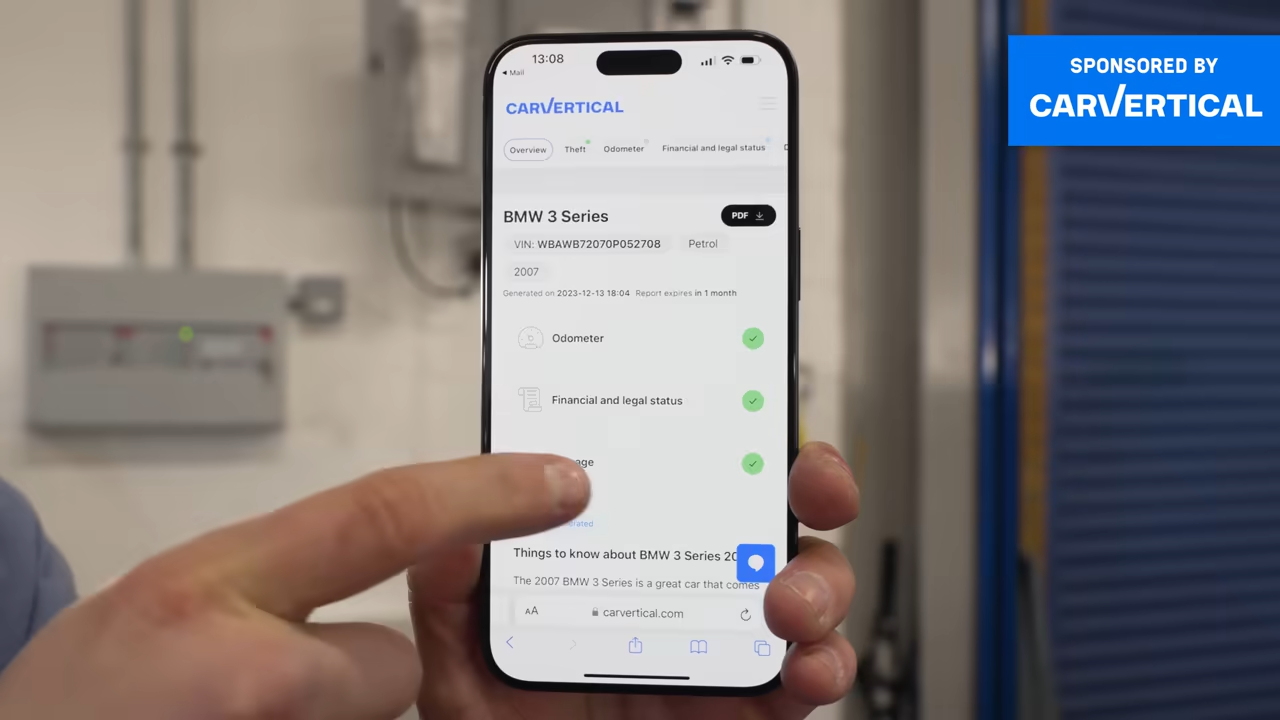 SPONSORED BY
CARVERTICAL
13:08
Mail
CARVERTICAL
Overview Theft Odometer Financial and legal status
BMW 3 Series PDF
VIN: WBAWB72070P052708 Petrol
2007
Generated on 2023-12-13 18:04 Report expires in 1 month
Odometer
Financial and legal status
age
erated
Things to know about BMW 3 Series 20
The 2007 BMW 3 Series is a great car that comes
AA carvertical.com